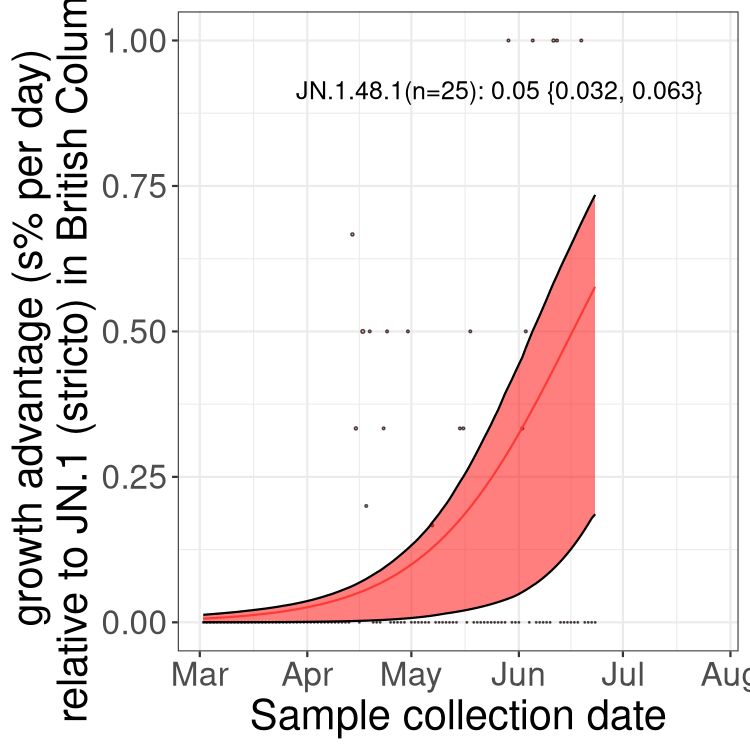 growth advantage (s% per day)
relative to JN.1 (stricto) in British Colum
1.00
0.75
0.50
0.25
0.00
JN.1.48.1(n=25): 0.05 {0.032, 0.063}
Mar Apr May Jun Jul Aug
Sample collection date